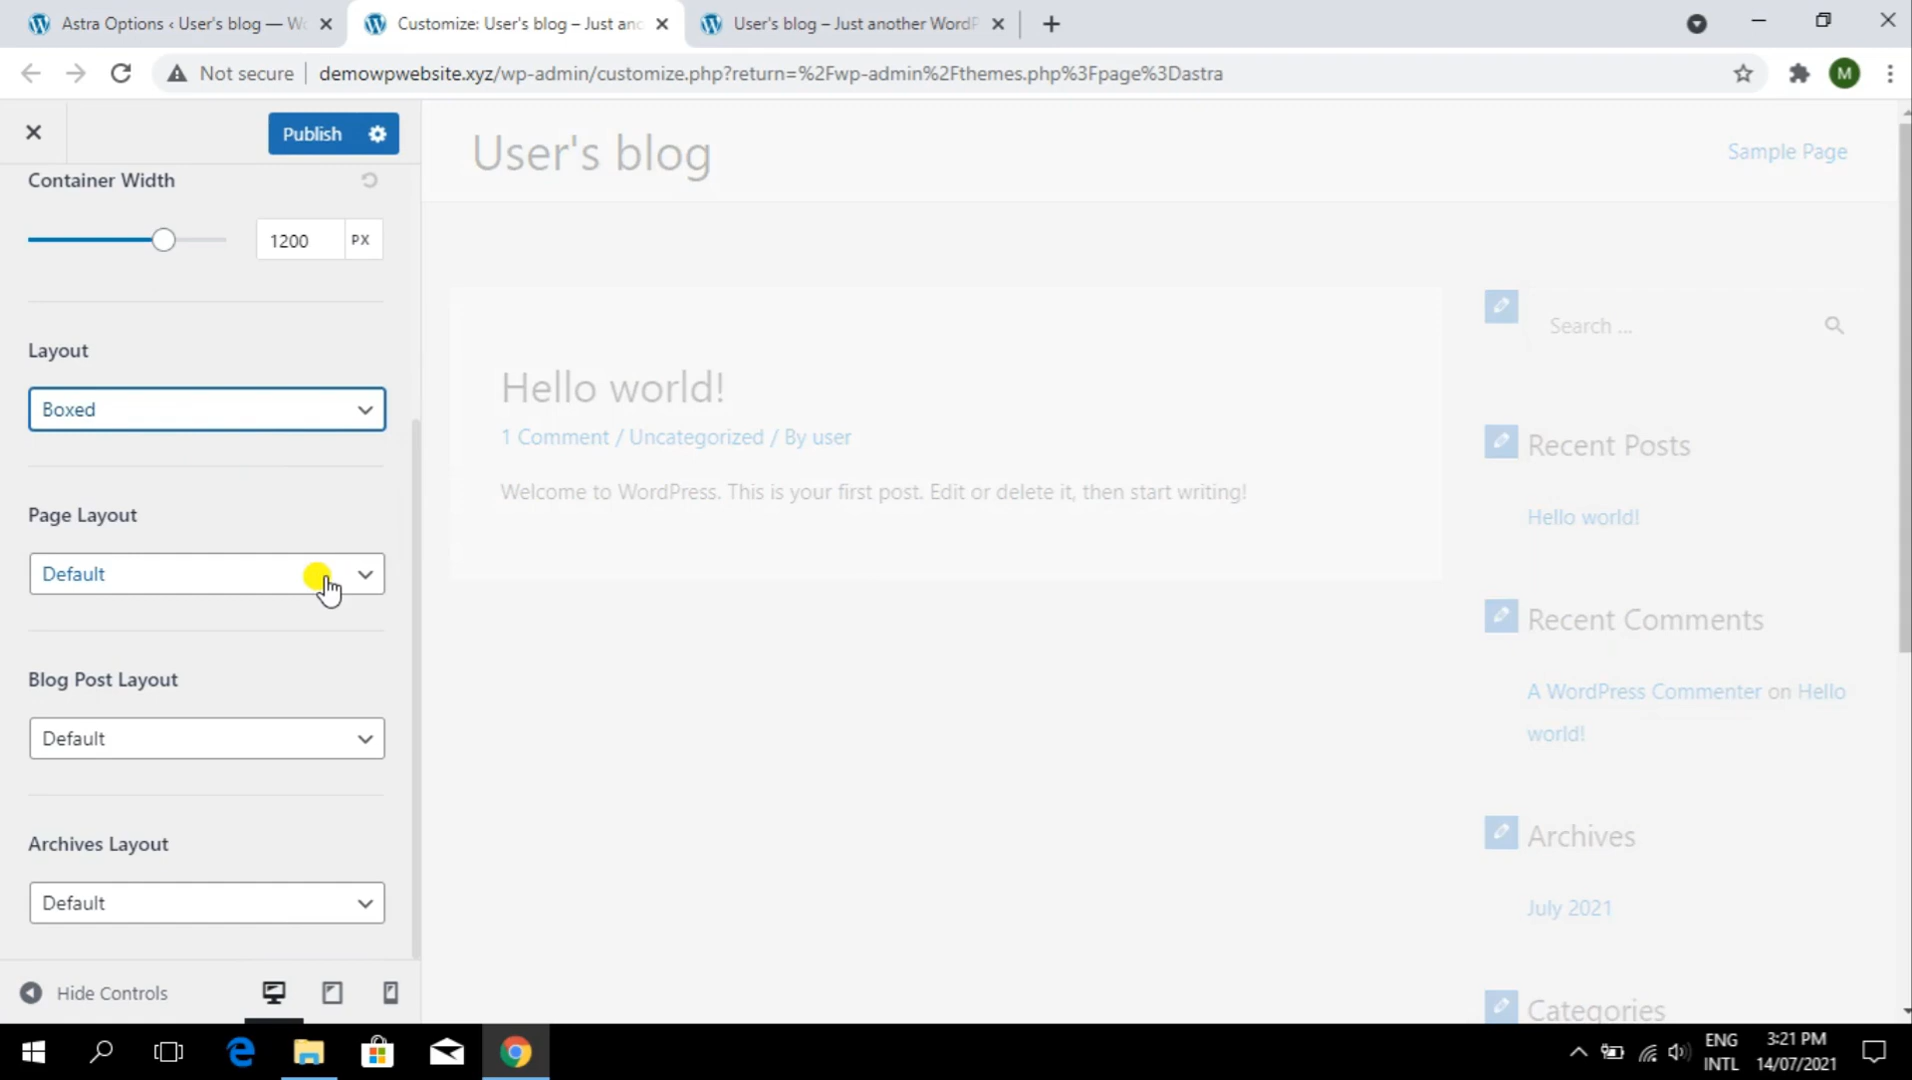 Astra Options ‹ User's blog — Wo
Customize: User's blog – Just anc
User's blog – Just another WordP
Not secure
demowpwebsite.xyz/wp-admin/customize.php?return=%2Fwp-admin%2Fthemes.php%3Fpage%3Dastra
M
Publish
Container Width
1200
PX
Layout
Boxed
Page Layout
Default
Blog Post Layout
Default
Archives Layout
Default
Hide Controls
User's blog
Sample Page
Hello world!
1 Comment / Uncategorized / By user
Welcome to WordPress. This is your first post. Edit or delete it, then start writing!
Search ...
Recent Posts
Hello world!
Recent Comments
A WordPress Commenter on Hello
world!
Archives
July 2021
Categories
ENG
INTL
3:21 PM
14/07/2021